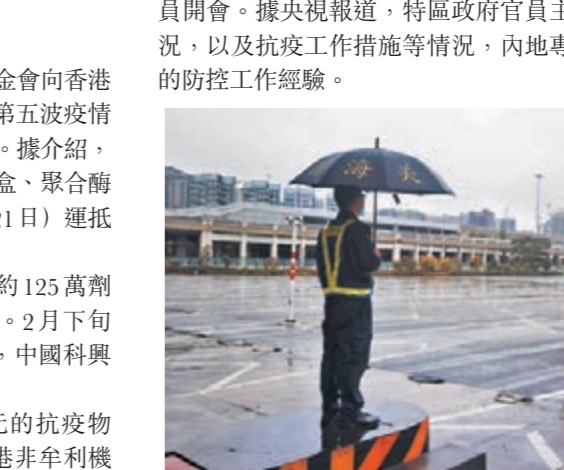 金會向香港
第五波疫情
。據介紹，
盒、聚合酶
21日）運抵
約125萬劑
。2月下旬
，中國科興
元的抗疫物
港非牟利機
員開會。據央視報道，特區政府官員主
況，以及抗疫工作措施等情況，內地專
的防控工作經驗。
海